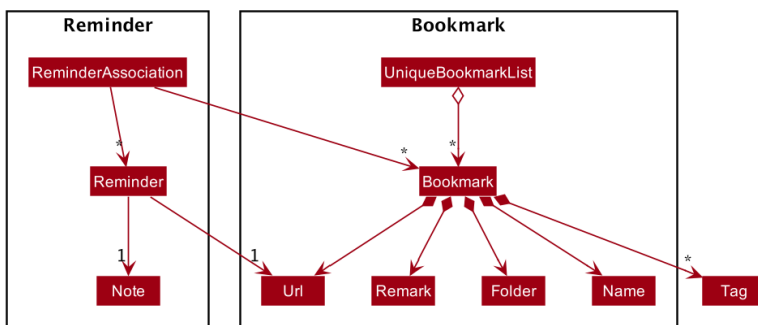 Reminder
Bookmark
ReminderAssociation
UniqueBookmarkList
*
*
*
Reminder
Bookmark
1
1
*
Note
Url
Remark
Folder
Name
Tag